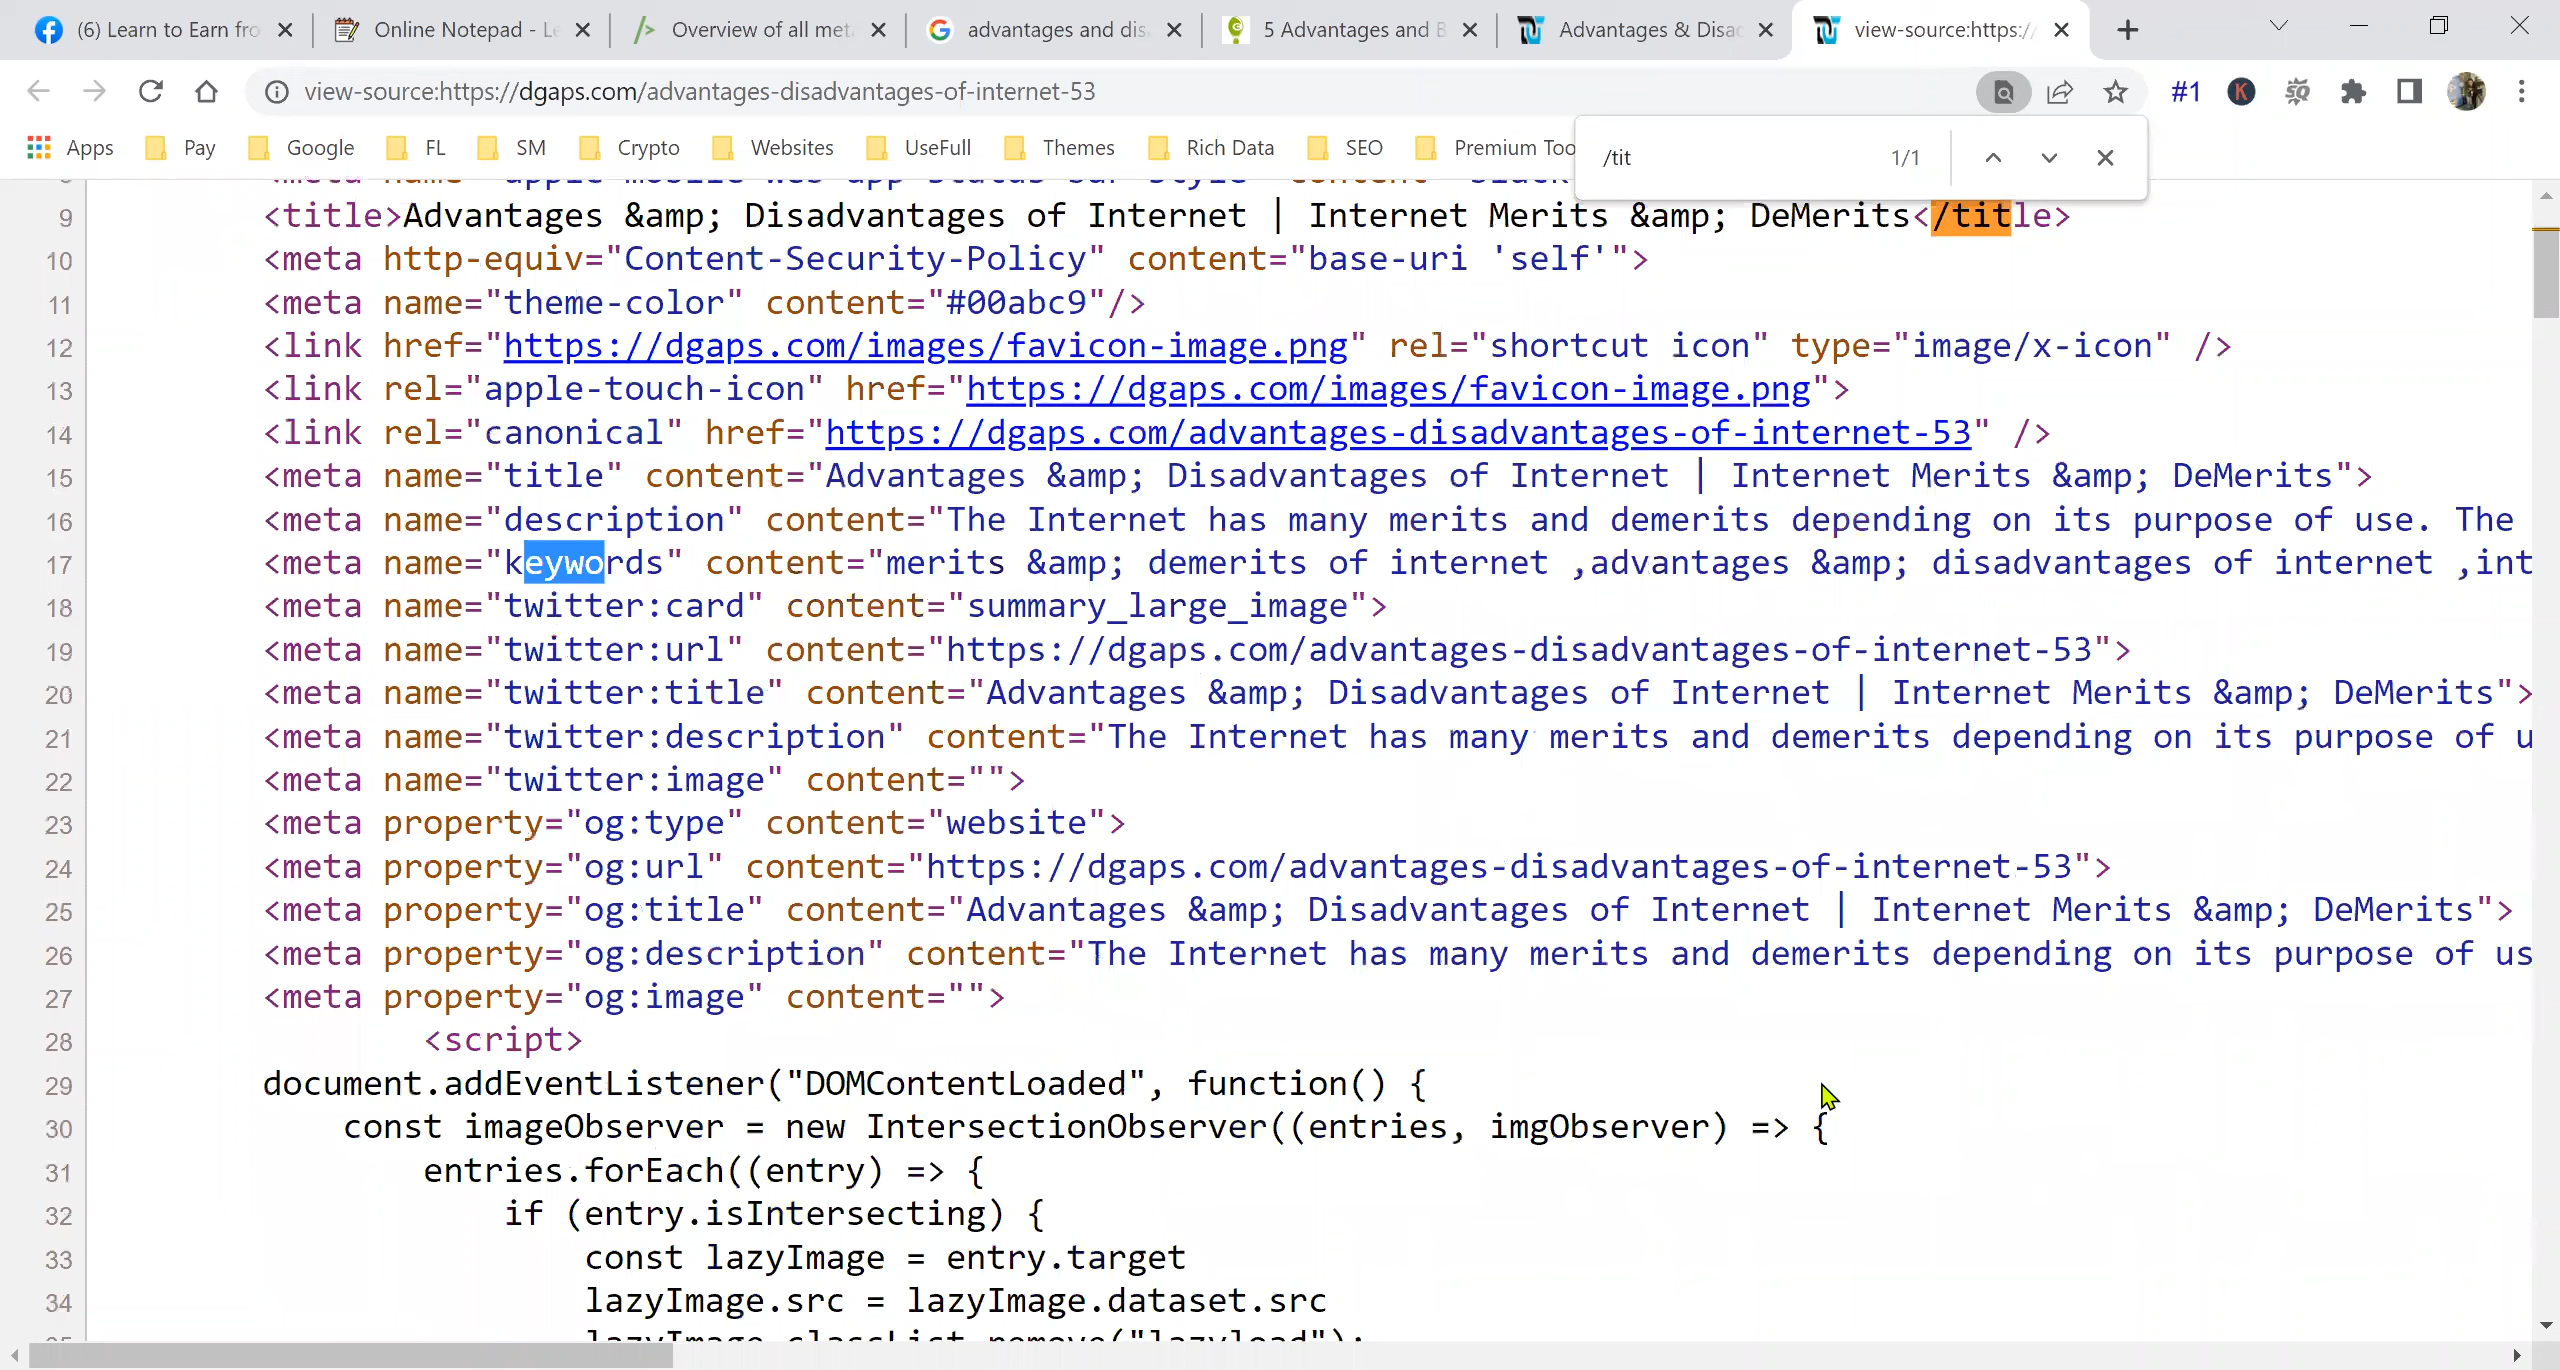 (6) Learn to Earn fro
Online Notepad - Le
Overview of all meta
advantages and dis
5 Advantages and B
Advantages & Disad
view-source:https://
view-source:https://dgaps.com/advantages-disadvantages-of-internet-53
#1
K
SQ
Apps
Pay
Google
FL
SM
Crypto
Websites
UseFull
Themes
Rich Data
SEO
Premium Too
/tit
1/1
9 <title>Advantages &amp; Disadvantages of Internet | Internet Merits &amp; DeMerits</title>
10 <meta http-equiv="Content-Security-Policy" content="base-uri 'self'">
11 <meta name="theme-color" content="#00abc9"/>
12 <link href="https://dgaps.com/images/favicon-image.png" rel="shortcut icon" type="image/x-icon" />
13 <link rel="apple-touch-icon" href="https://dgaps.com/images/favicon-image.png">
14 <link rel="canonical" href="https://dgaps.com/advantages-disadvantages-of-internet-53" />
15 <meta name="title" content="Advantages &amp; Disadvantages of Internet | Internet Merits &amp; DeMerits">
16 <meta name="description" content="The Internet has many merits and demerits depending on its purpose of use. The
17 <meta name="keywords" content="merits &amp; demerits of internet ,advantages &amp; disadvantages of internet ,int
18 <meta name="twitter:card" content="summary_large_image">
19 <meta name="twitter:url" content="https://dgaps.com/advantages-disadvantages-of-internet-53">
20 <meta name="twitter:title" content="Advantages &amp; Disadvantages of Internet | Internet Merits &amp; DeMerits">
21 <meta name="twitter:description" content="The Internet has many merits and demerits depending on its purpose of u
22 <meta name="twitter:image" content="">
23 <meta property="og:type" content="website">
24 <meta property="og:url" content="https://dgaps.com/advantages-disadvantages-of-internet-53">
25 <meta property="og:title" content="Advantages &amp; Disadvantages of Internet | Internet Merits &amp; DeMerits">
26 <meta property="og:description" content="The Internet has many merits and demerits depending on its purpose of us
27 <meta property="og:image" content="">
28 <script>
29 document.addEventListener("DOMContentLoaded", function() {
30 const imageObserver = new IntersectionObserver((entries, imgObserver) => {
31 entries.forEach((entry) => {
32 if (entry.isIntersecting) {
33 const lazyImage = entry.target
34 lazyImage.src = lazyImage.dataset.src